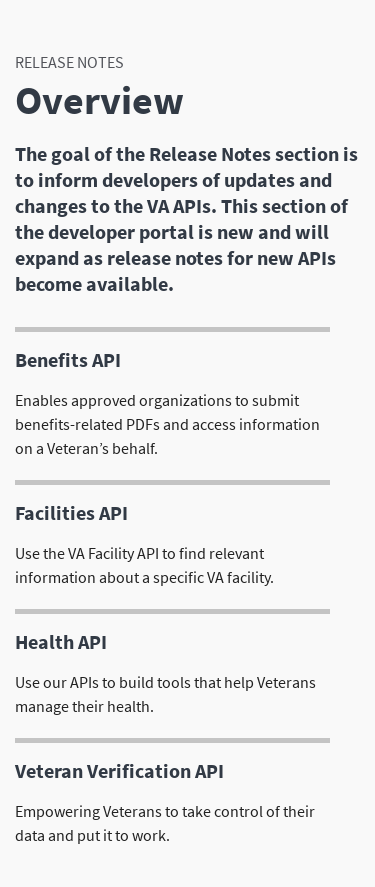 RELEASE NOTES
Overview
The goal of the Release Notes section is
to inform developers of updates and
changes to the VA APIs. This section of
the developer portal is new and will
expand as release notes for new APIs
become available.
Benefits API
Enables approved organizations to submit
benefits-related PDFs and access information
on a Veteran’s behalf.
Facilities API
Use the VA Facility API to find relevant
information about a specific VA facility.
Health API
Use our APIs to build tools that help Veterans
manage their health.
Veteran Verification API
Empowering Veterans to take control of their
data and put it to work.